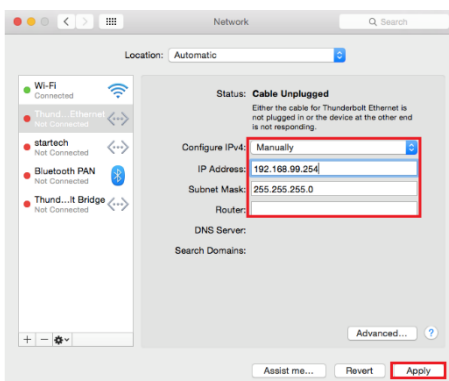 Network
Search
Location: Automatic
Wi-Fi
Connected
Thund...Ethernet
Not Connected
startech
Not Connected
Bluetooth PAN
Not Connected
Thund...lt Bridge
Not Connected
Status: Cable Unplugged
Either the cable for Thunderbolt Ethernet is
not plugged in or the device at the other end
is not responding.
Configure IPv4: Manually
IP Address: 192.168.99.254
Subnet Mask: 255.255.255.0
Router:
DNS Server:
Search Domains:
Advanced... ?
Assist me... Revert Apply